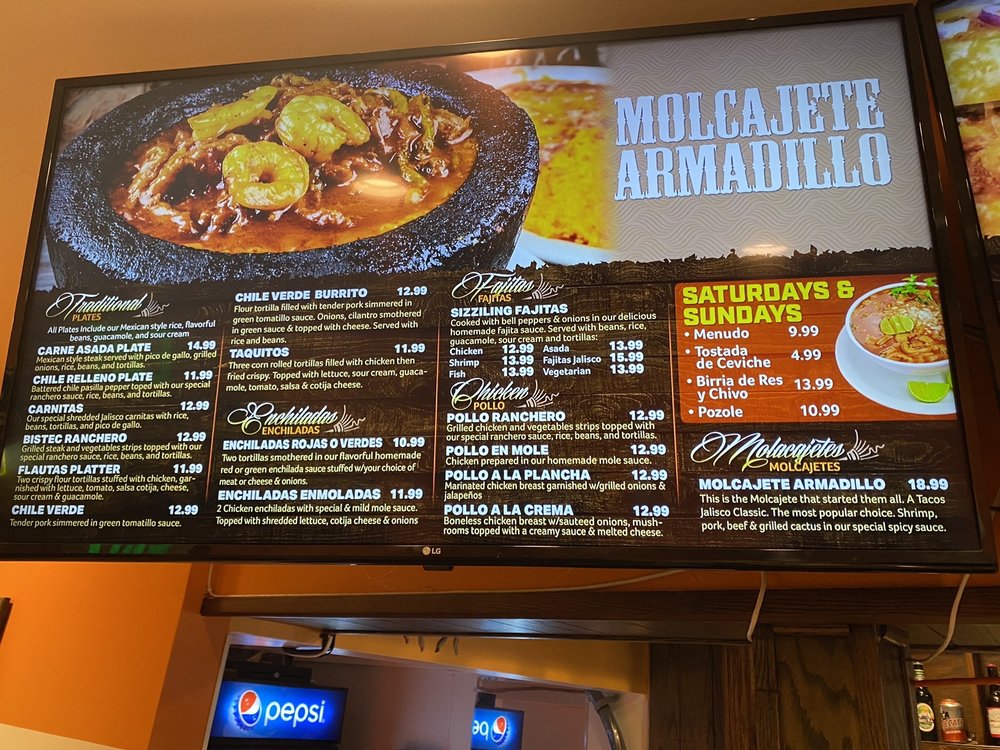 MOLCAJETE
ARMADILLO
Traditional
PLATES
All Plates Include our Mexican style rice, flavorful
beans, guacamole, and sour cream
CARNE ASADA PLATE 14.99
Mexican style steak served with pico de gallo, grilled
onions, rice, beans, and tortillas.
CHILE RELLENO PLATE 11.99
Battered chile pasilla pepper toped with our special
ranchero sauce, rice, beans, and tortillas.
CARNITAS 12.99
Our special shredded Jalisco carnitas with rice,
beans, tortillas, and pico de gallo.
BISTEC RANCHERO 12.99
Grilled steak and vegetables strips topped with our
special ranchero sauce, rice, beans, and tortillas.
FLAUTAS PLATTER 11.99
Two crispy flour tortillas stuffed with chicken, gar-
nished with lettuce, tomato, salsa cotija, cheese,
sour cream & guacamole.
CHILE VERDE 12.99
Tender pork simmered in green tomatillo sauce.
CHILE VERDE BURRITO 12.99
Flour tortilla filled with tender pork simmered in
green tomatillo sauce. Onions, cilantro smothered in
green sauce & topped with cheese. Served with
rice and beans.
TAQUITOS 11.99
Three corn rolled tortillas filled with chicken then
fried crispy. Topped with lettuce, sour cream, guaca-
mole, tomato, salsa & cotija cheese.
Enchiladas
ENCHILADAS
ENCHILADAS ROJAS O VERDES 10.99
Two tortillas smothered in our flavorful homemade
red or green enchilada sauce stuffed w/your choice of
meat or cheese & onions.
ENCHILADAS ENMOLADAS 11.99
2 Chicken enchiladas with special & mild mole sauce.
Topped with shredded lettuce, cotija cheese & onions
Fajitas
FAJITAS
SIZZILING FAJITAS
Cooked with bell peppers & onions in our delicious
homemade fajita sauce. Served with beans, rice,
guacamole, sour cream and tortillas:
Chicken 12.99 Asada 13.99
Shrimp 13.99 Fajitas Jalisco 15.99
Fish 13.99 Vegetarian 13.99
Chicken
POLLO
POLLO RANCHERO 12.99
Grilled chicken and vegetables strips topped with
our special ranchero sauce, rice, beans, and tortillas.
POLLO EN MOLE 12.99
Chicken prepared in our homemade mole sauce.
POLLO A LA PLANCHA 12.99
Marinated chicken breast garnished w/grilled onions &
jalapeños
POLLO A LA CREMA 12.99
Boneless chicken breast w/sauteed onions, mush-
rooms topped with a creamy sauce & melted cheese.
SATURDAYS &
SUNDAYS
• Menudo 9.99
• Tostada 4.99
de Ceviche
• Birria de Res 13.99
y Chivo
• Pozole 10.99
Molacajetes
MOLCAJETES
MOLCAJETE ARMADILLO 18.99
This is the Molcajete that started them all. A Tacos
Jalisco Classic. The most popular choice. Shrimp,
pork, beef & grilled cactus in our special spicy sauce.
LG
pepsi
pe